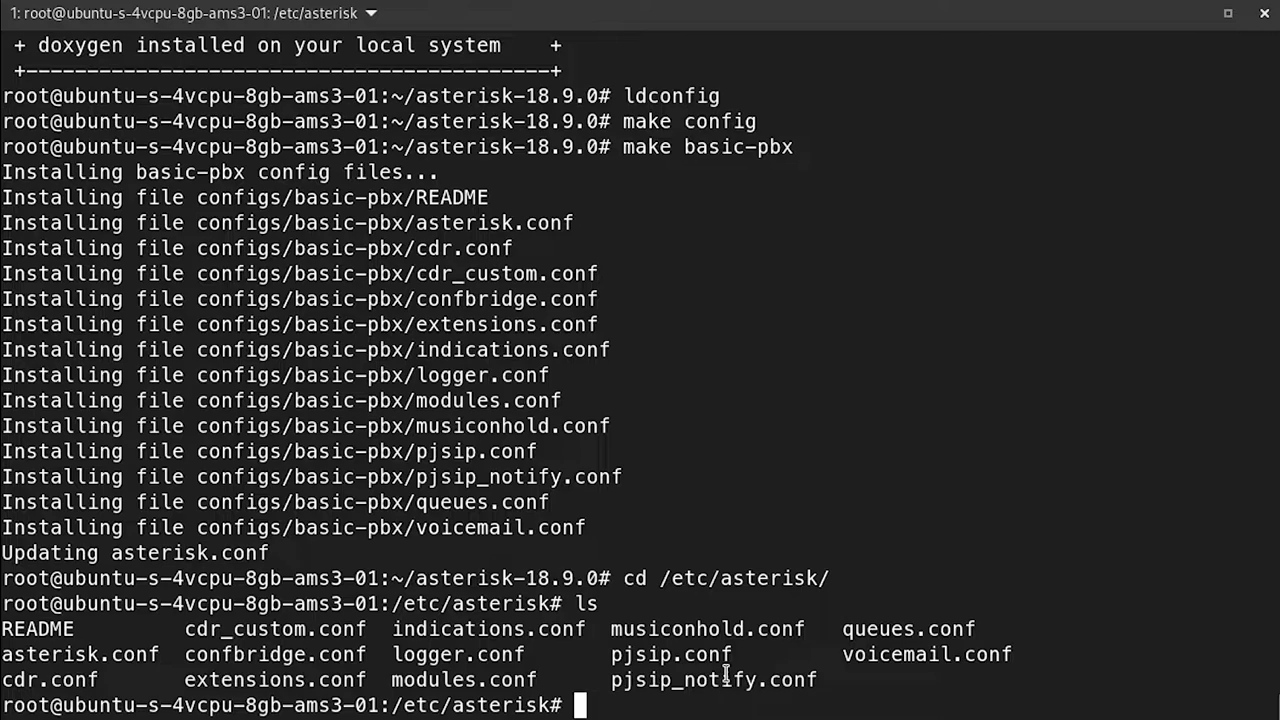 1: root@ubuntu-s-4vcpu-8gb-ams3-01: /etc/asterisk
+ doxygen installed on your local system +
+-------------------------------------------+
root@ubuntu-s-4vcpu-8gb-ams3-01:~/asterisk-18.9.0# ldconfig
root@ubuntu-s-4vcpu-8gb-ams3-01:~/asterisk-18.9.0# make config
root@ubuntu-s-4vcpu-8gb-ams3-01:~/asterisk-18.9.0# make basic-pbx
Installing basic-pbx config files...
Installing file configs/basic-pbx/README
Installing file configs/basic-pbx/asterisk.conf
Installing file configs/basic-pbx/cdr.conf
Installing file configs/basic-pbx/cdr_custom.conf
Installing file configs/basic-pbx/confbridge.conf
Installing file configs/basic-pbx/extensions.conf
Installing file configs/basic-pbx/indications.conf
Installing file configs/basic-pbx/logger.conf
Installing file configs/basic-pbx/modules.conf
Installing file configs/basic-pbx/musiconhold.conf
Installing file configs/basic-pbx/pjsip.conf
Installing file configs/basic-pbx/pjsip_notify.conf
Installing file configs/basic-pbx/queues.conf
Installing file configs/basic-pbx/voicemail.conf
Updating asterisk.conf
root@ubuntu-s-4vcpu-8gb-ams3-01:~/asterisk-18.9.0# cd /etc/asterisk/
root@ubuntu-s-4vcpu-8gb-ams3-01:/etc/asterisk# ls
README cdr_custom.conf indications.conf musiconhold.conf queues.conf
asterisk.conf confbridge.conf logger.conf pjsip.conf voicemail.conf
cdr.conf extensions.conf modules.conf pjsip_notify.conf
root@ubuntu-s-4vcpu-8gb-ams3-01:/etc/asterisk#